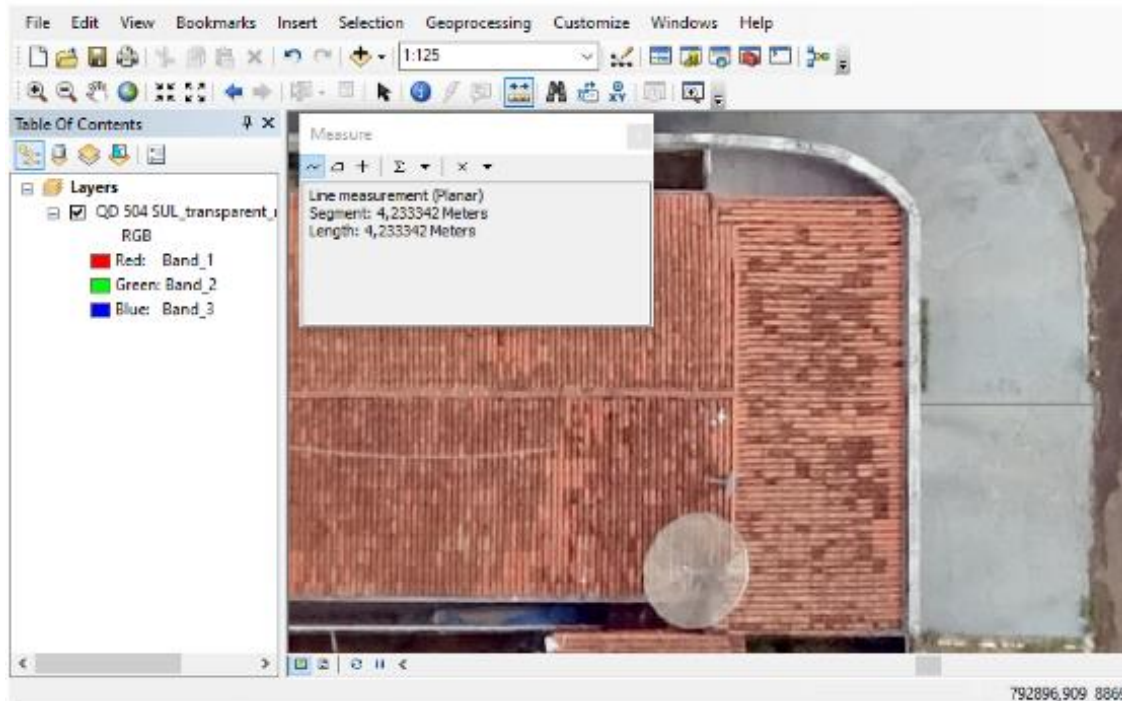 File Edit View Bookmarks Insert Selection Geoprocessing Customize Windows Help
1:125
Table Of Contents
Layers
QD 504 SUL_transparent_
RGB
Red: Band_1
Green: Band_2
Blue: Band_3
Measure
Line measurement (Planar)
Segment: 4,233342 Meters
Length: 4,233342 Meters
792896,909 886